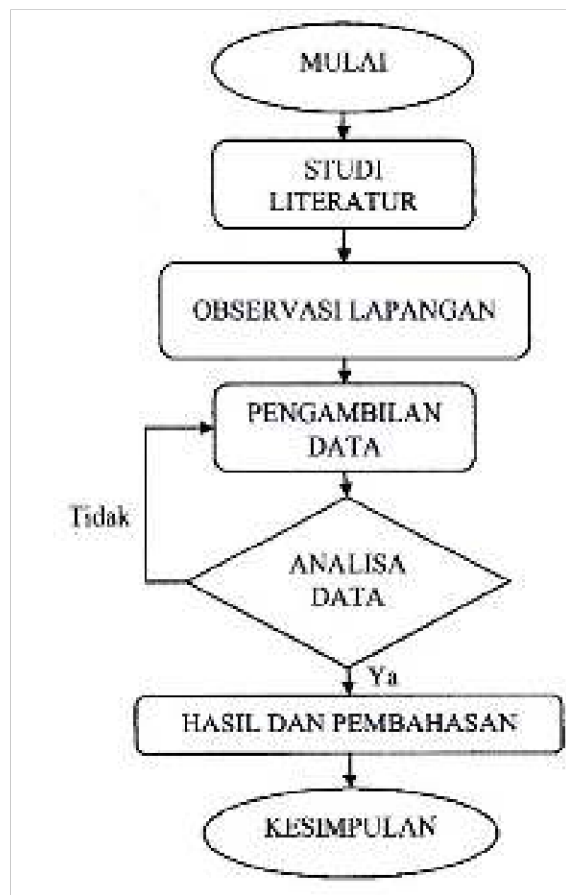 MULAI
STUDI
LITERATUR
OBSERVASI LAPANGAN
PENGAMBILAN
DATA
Tidak
ANALISA
DATA
Ya
HASIL DAN PEMBAHASAN
KESIMPULAN